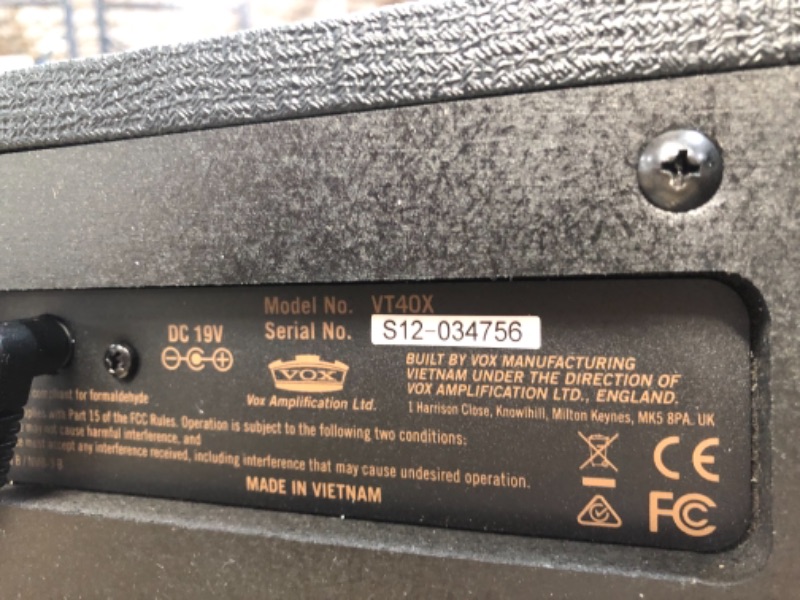 Model No. VT40X
Serial No. S12-034756
DC 19V
VOX
Vox Amplification Ltd.
BUILT BY VOX MANUFACTURING
VIETNAM UNDER THE DIRECTION OF
VOX AMPLIFICATION LTD., ENGLAND.
1 Harrison Close, Knowlhill, Milton Keynes, MK5 8PA. UK
for formaldehyde
with Part 15 of the FCC Rules. Operation is subject to the following two conditions:
not cause harmful interference, and
accept any interference received, including interference that may cause undesired operation.
MADE IN VIETNAM
CE
FC